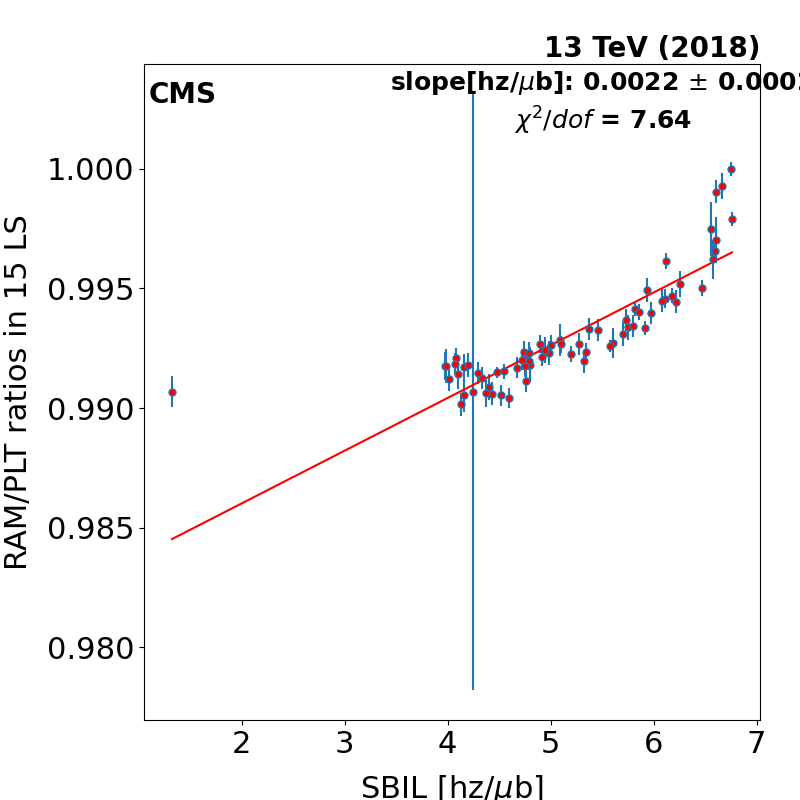 13 TeV (2018)
CMS
slope[hz/μb]: 0.0022 ± 0.000
χ²/dof = 7.64
RAM/PLT ratios in 15 LS
1.000
0.995
0.990
0.985
0.980
2 3 4 5 6 7
SBIL [hz/μb]